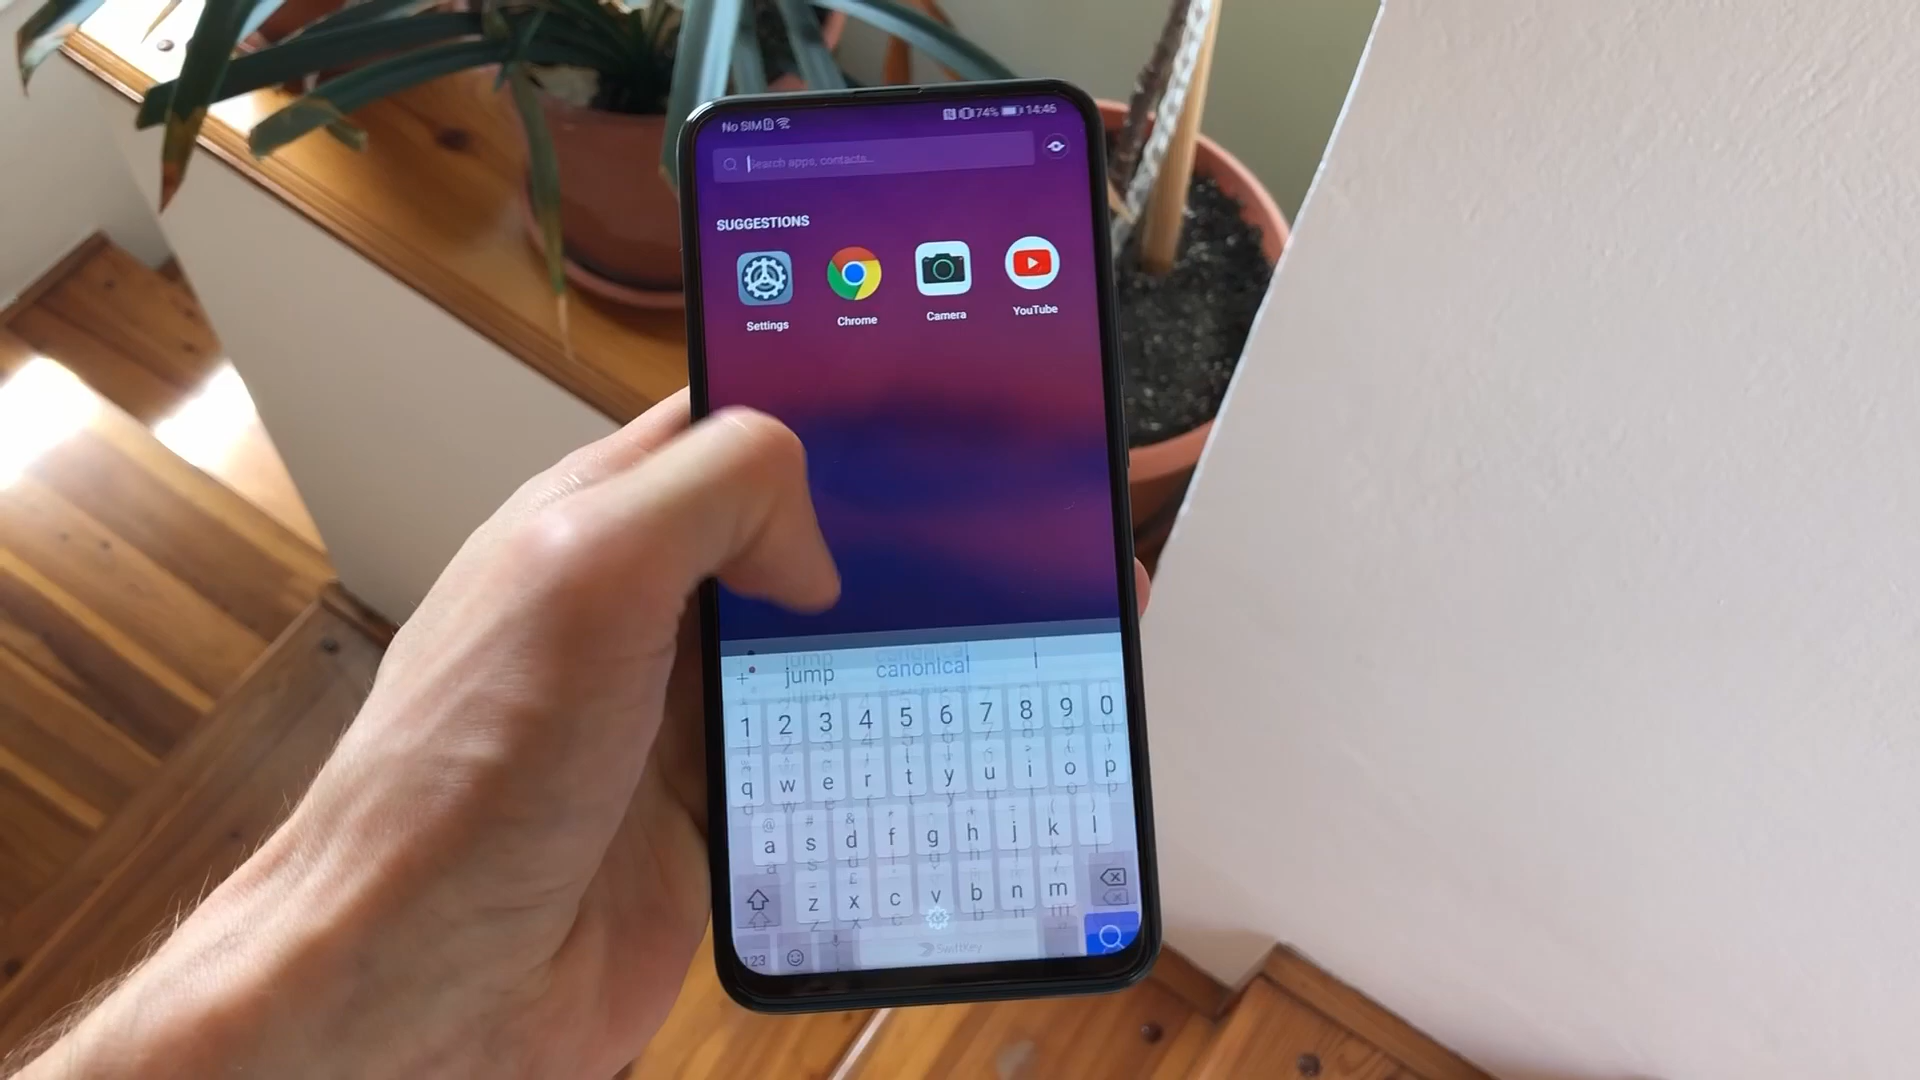 No SIM 74% 14:46
Search apps, contacts...
SUGGESTIONS
Settings Chrome Camera YouTube
jump canonical
1 2 3 4 5 6 7 8 9 0
q w e r t y u i o p
@ # &
a s d f g h j k l
z x c v b n m
123 SwiftKey